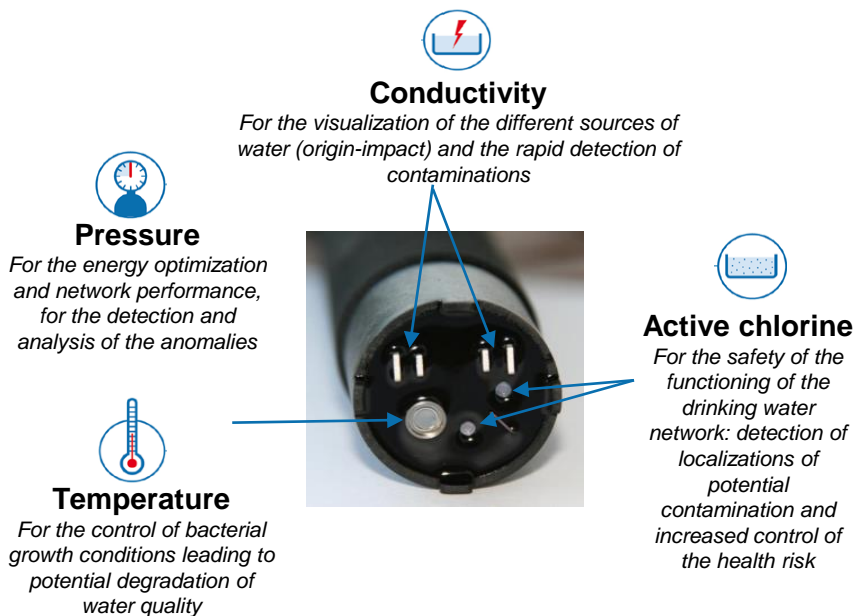 Conductivity
For the visualization of the different sources of
water (origin-impact) and the rapid detection of
contaminations
Pressure
For the energy optimization
and network performance,
for the detection and
analysis of the anomalies
Temperature
For the control of bacterial
growth conditions leading to
potential degradation of
water quality
Active chlorine
For the safety of the
functioning of the
drinking water
network: detection of
localizations of
potential
contamination and
increased control of
the health risk